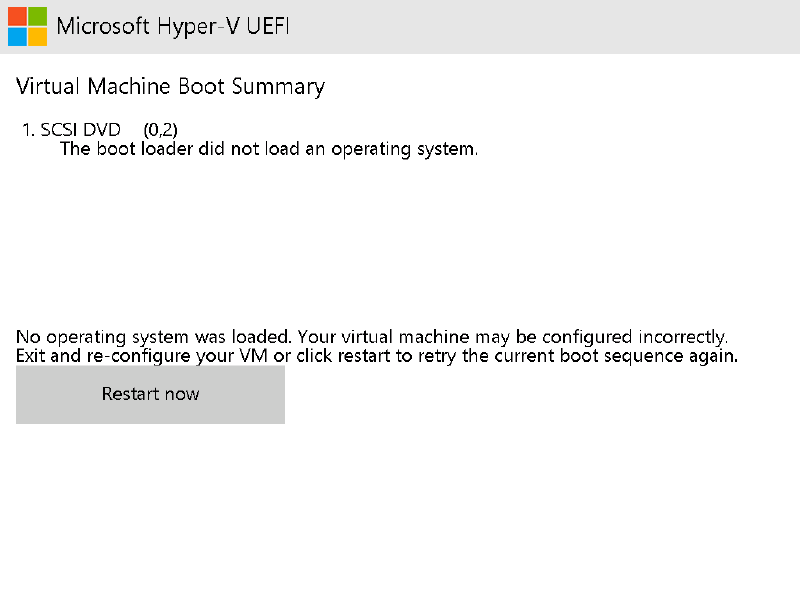 Microsoft Hyper-V UEFI
Virtual Machine Boot Summary
1. SCSI DVD (0,2)
The boot loader did not load an operating system.
No operating system was loaded. Your virtual machine may be configured incorrectly.
Exit and re-configure your VM or click restart to retry the current boot sequence again.
Restart now